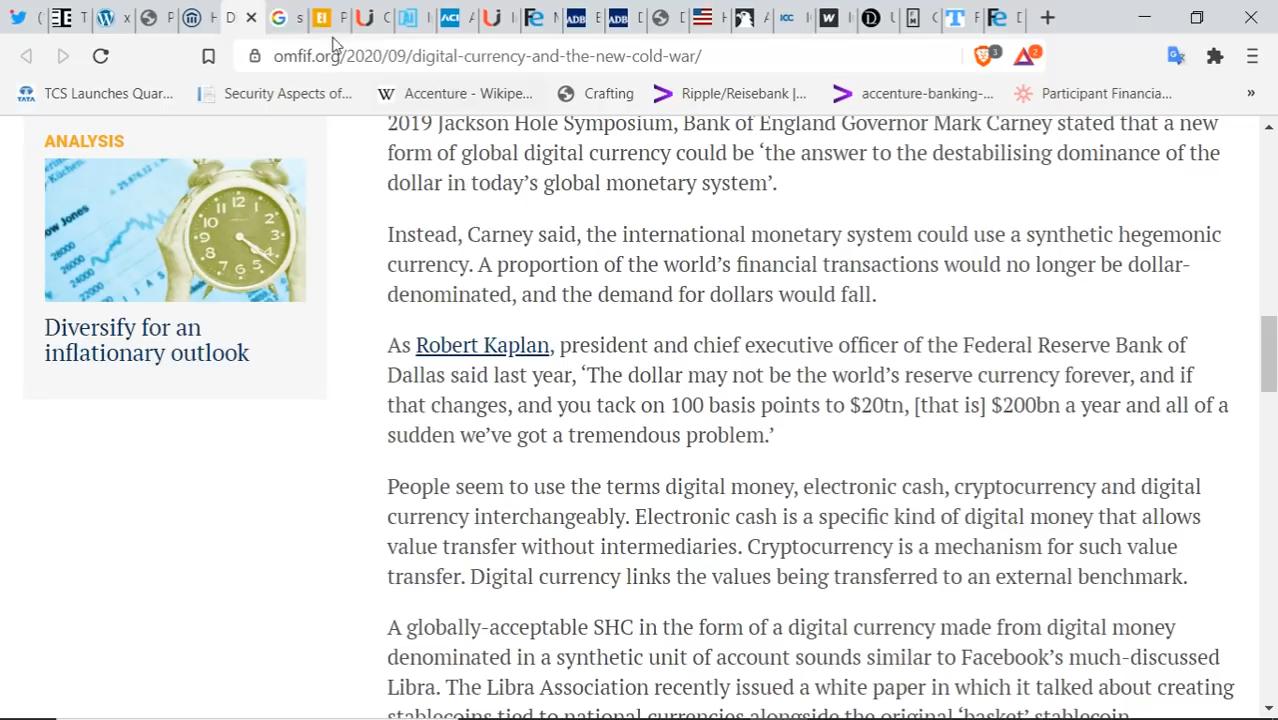 D
omfif.org/2020/09/digital-currency-and-the-new-cold-war/
3
2
TCS Launches Quar...
Security Aspects of...
Accenture - Wikipe...
Crafting
Ripple/Reisebank |...
accenture-banking-...
Participant Financia...
»
ANALYSIS
Diversify for an
inflationary outlook
2019 Jackson Hole Symposium, Bank of England Governor Mark Carney stated that a new
form of global digital currency could be ‘the answer to the destabilising dominance of the
dollar in today’s global monetary system’.
Instead, Carney said, the international monetary system could use a synthetic hegemonic
currency. A proportion of the world’s financial transactions would no longer be dollar-
denominated, and the demand for dollars would fall.
As Robert Kaplan, president and chief executive officer of the Federal Reserve Bank of
Dallas said last year, ‘The dollar may not be the world’s reserve currency forever, and if
that changes, and you tack on 100 basis points to $20tn, [that is] $200bn a year and all of a
sudden we’ve got a tremendous problem.’
People seem to use the terms digital money, electronic cash, cryptocurrency and digital
currency interchangeably. Electronic cash is a specific kind of digital money that allows
value transfer without intermediaries. Cryptocurrency is a mechanism for such value
transfer. Digital currency links the values being transferred to an external benchmark.
A globally-acceptable SHC in the form of a digital currency made from digital money
denominated in a synthetic unit of account sounds similar to Facebook’s much-discussed
Libra. The Libra Association recently issued a white paper in which it talked about creating
stablecoins tied to national currencies alongside the original ‘basket’ stablecoin.